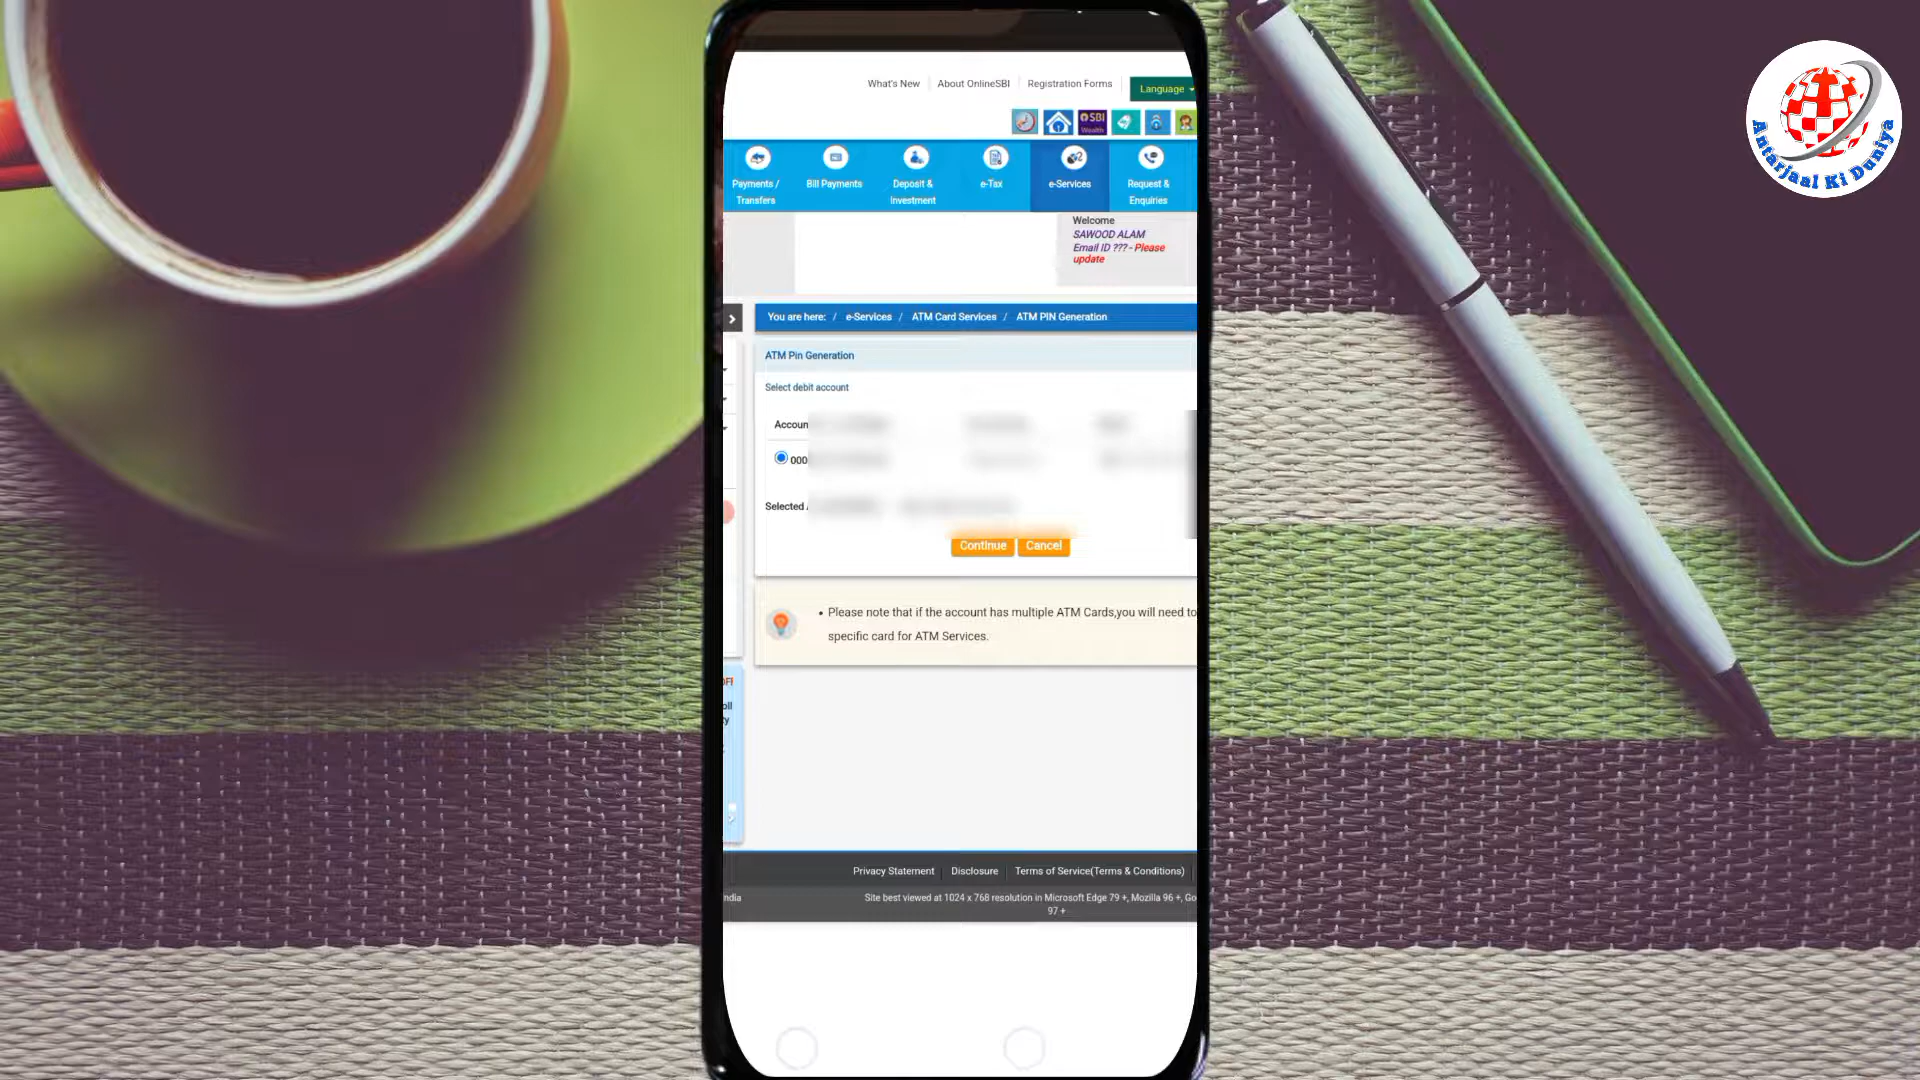 What's New
About OnlineSBI
Registration Forms
Language
SBI
Wealth
Payments /
Transfers
Bill Payments
Deposit &
Investment
e-Tax
e-Services
Request &
Enquiries
Welcome
SAWOOD ALAM
Email ID ??? - Please
update
You are here: / e-Services / ATM Card Services / ATM PIN Generation
ATM Pin Generation
Select debit account
Accoun
000
Selected
Continue
Cancel
• Please note that if the account has multiple ATM Cards,you will need to
specific card for ATM Services.
Privacy Statement
Disclosure
Terms of Service(Terms & Conditions)
Site best viewed at 1024 x 768 resolution in Microsoft Edge 79 +, Mozilla 96 +, Go
97 +
Antarjaal Ki Duniya